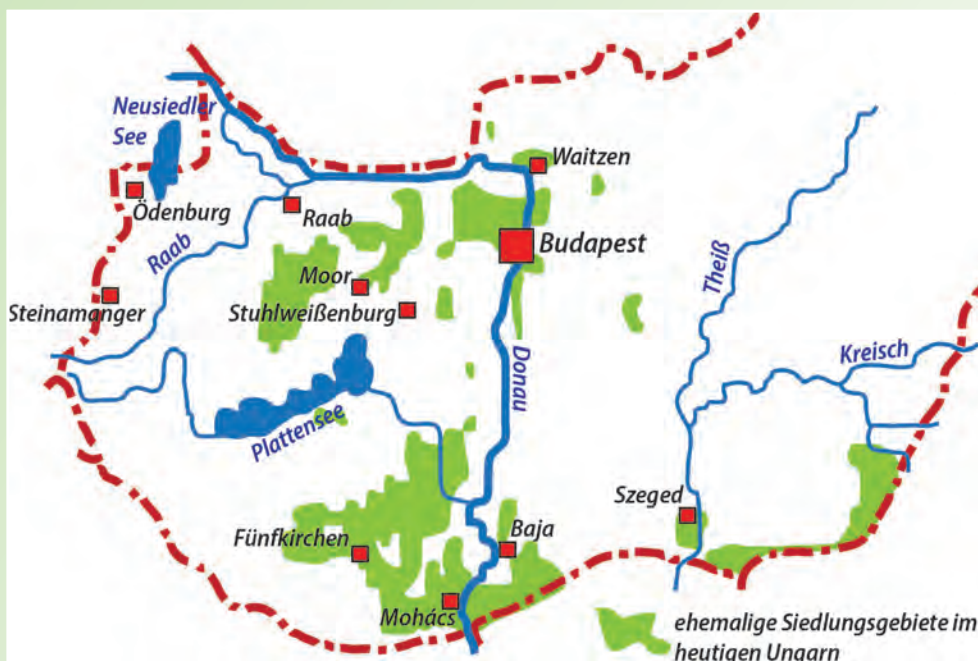 Neusiedler
See
Waitzen
Ödenburg
Raab
Raab
Budapest
Theiß
Moor
Steinamanger
Stuhlweißenburg
Donau
Kreisch
Plattensee
Szeged
Fünfkirchen
Baja
Mohács
ehemalige Siedlungsgebiete im
heutigen Ungarn